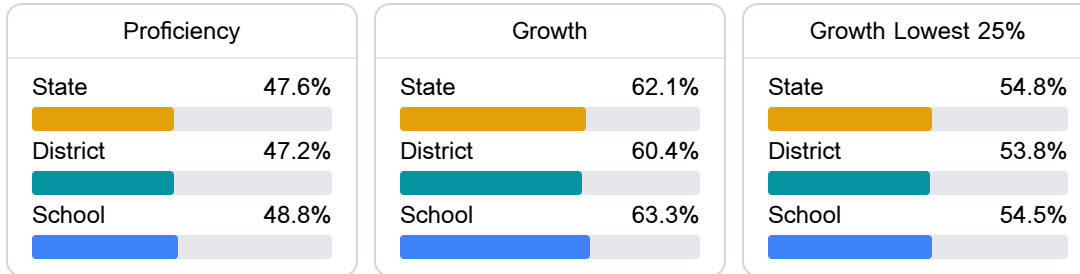 Proficiency
State 47.6%
District 47.2%
School 48.8%
Growth
State 62.1%
District 60.4%
School 63.3%
Growth Lowest 25%
State 54.8%
District 53.8%
School 54.5%